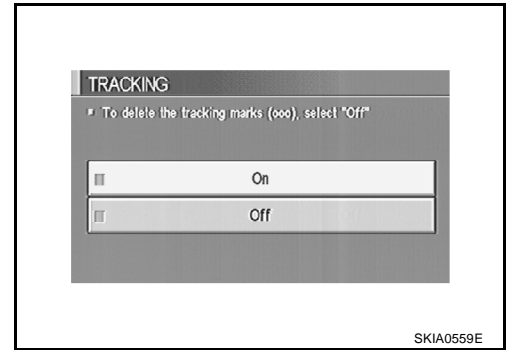 TRACKING
To delete the tracking marks (ooo), select "Off"
On
Off
SKIA0559E